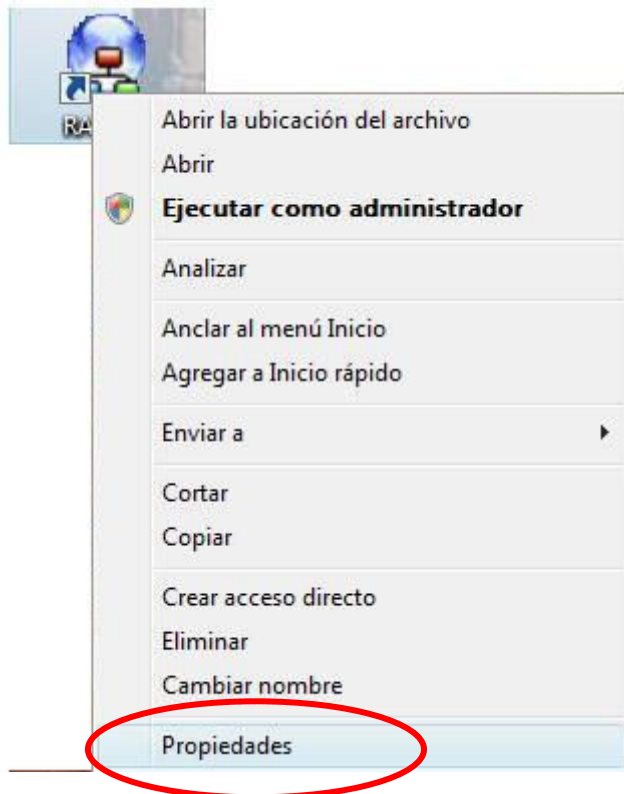 RA
Abrir la ubicación del archivo
Abrir
Ejecutar como administrador
Analizar
Anclar al menú Inicio
Agregar a Inicio rápido
Enviar a
Cortar
Copiar
Crear acceso directo
Eliminar
Cambiar nombre
Propiedades